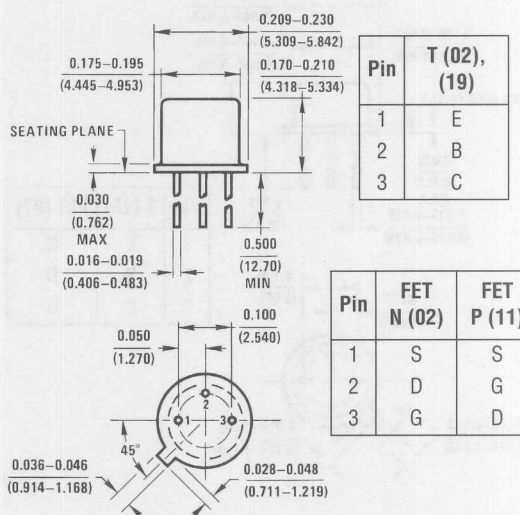 0.209–0.230
(5.309–5.842)
0.175–0.195
(4.445–4.953)
0.170–0.210
(4.318–5.334)
SEATING PLANE
0.030
(0.762)
MAX
0.016–0.019
(0.406–0.483)
0.500
(12.70)
MIN
Pin T (02), (19)
1 E
2 B
3 C
0.050
(1.270)
0.100
(2.540)
1
2
3
45°
0.036–0.046
(0.914–1.168)
0.028–0.048
(0.711–1.219)
Pin FET N (02) FET P (11)
1 S S
2 D G
3 G D